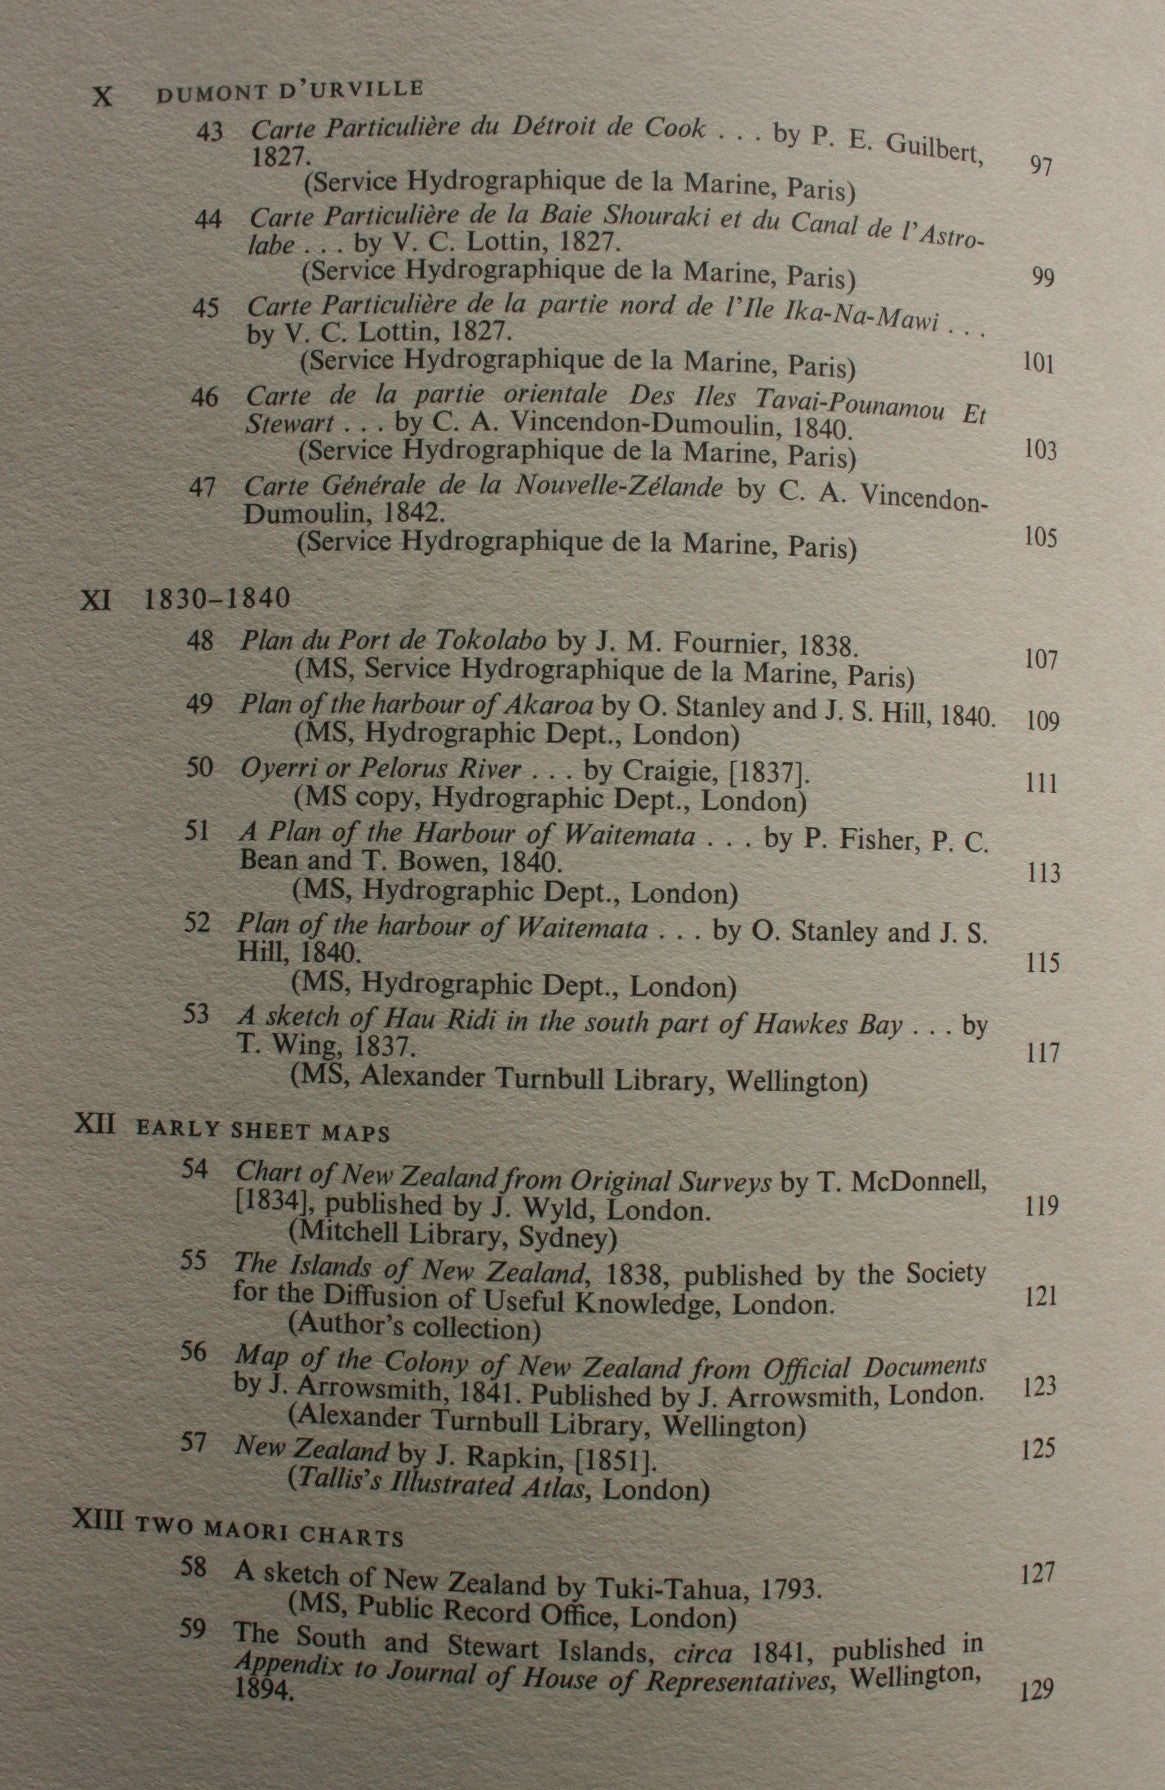 X DUMONT D'URVILLE
43 Carte Particulière du Détroit de Cook . . . by P. E. Guilbert,
1827. 97
(Service Hydrographique de la Marine, Paris)
44 Carte Particulière de la Baie Shouraki et du Canal de l'Astro-
labe . . . by V. C. Lottin, 1827.
(Service Hydrographique de la Marine, Paris) 99
45 Carte Particulière de la partie nord de l'Ile Ika-Na-Mawi . . .
by V. C. Lottin, 1827.
(Service Hydrographique de la Marine, Paris) 101
46 Carte de la partie orientale Des Iles Tavai-Pounamou Et
Stewart . . . by C. A. Vincendon-Dumoulin, 1840.
(Service Hydrographique de la Marine, Paris) 103
47 Carte Générale de la Nouvelle-Zélande by C. A. Vincendon-
Dumoulin, 1842.
(Service Hydrographique de la Marine, Paris) 105
XI 1830–1840
48 Plan du Port de Tokolabo by J. M. Fournier, 1838.
(MS, Service Hydrographique de la Marine, Paris) 107
49 Plan of the harbour of Akaroa by O. Stanley and J. S. Hill, 1840. 109
(MS, Hydrographic Dept., London)
50 Oyerri or Pelorus River . . . by Craigie, [1837]. 111
(MS copy, Hydrographic Dept., London)
51 A Plan of the Harbour of Waitemata . . . by P. Fisher, P. C.
Bean and T. Bowen, 1840. 113
(MS, Hydrographic Dept., London)
52 Plan of the harbour of Waitemata . . . by O. Stanley and J. S.
Hill, 1840. 115
(MS, Hydrographic Dept., London)
53 A sketch of Hau Ridi in the south part of Hawkes Bay . . . by
T. Wing, 1837. 117
(MS, Alexander Turnbull Library, Wellington)
XII EARLY SHEET MAPS
54 Chart of New Zealand from Original Surveys by T. McDonnell,
[1834], published by J. Wyld, London. 119
(Mitchell Library, Sydney)
55 The Islands of New Zealand, 1838, published by the Society
for the Diffusion of Useful Knowledge, London. 121
(Author's collection)
56 Map of the Colony of New Zealand from Official Documents
by J. Arrowsmith, 1841. Published by J. Arrowsmith, London. 123
(Alexander Turnbull Library, Wellington)
57 New Zealand by J. Rapkin, [1851]. 125
(Tallis's Illustrated Atlas, London)
XIII TWO MAORI CHARTS
58 A sketch of New Zealand by Tuki-Tahua, 1793. 127
(MS, Public Record Office, London)
59 The South and Stewart Islands, circa 1841, published in
Appendix to Journal of House of Representatives, Wellington,
1894. 129